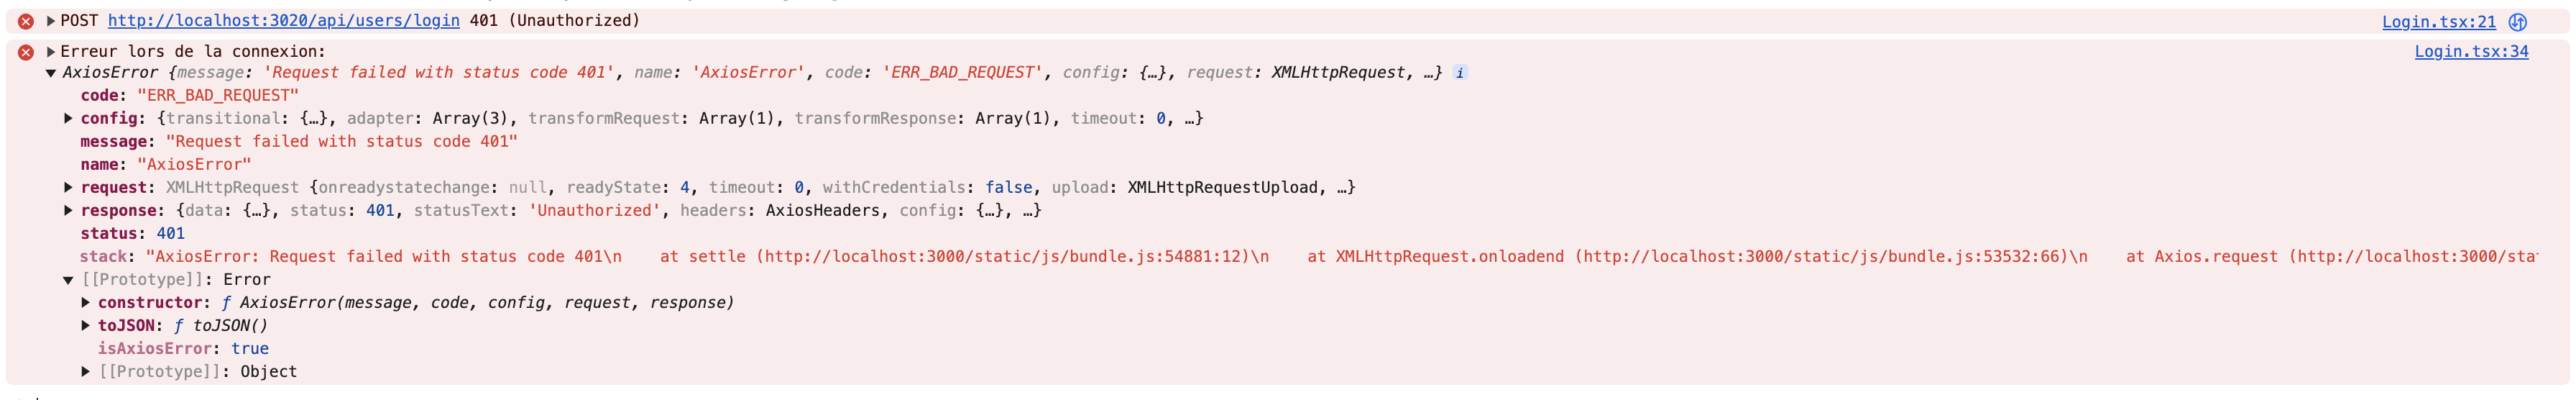 POST http://localhost:3020/api/users/login 401 (Unauthorized) Login.tsx:21
Erreur lors de la connexion: Login.tsx:34
AxiosError {message: 'Request failed with status code 401', name: 'AxiosError', code: 'ERR_BAD_REQUEST', config: {…}, request: XMLHttpRequest, …} i
code: "ERR_BAD_REQUEST"
config: {transitional: {…}, adapter: Array(3), transformRequest: Array(1), transformResponse: Array(1), timeout: 0, …}
message: "Request failed with status code 401"
name: "AxiosError"
request: XMLHttpRequest {onreadystatechange: null, readyState: 4, timeout: 0, withCredentials: false, upload: XMLHttpRequestUpload, …}
response: {data: {…}, status: 401, statusText: 'Unauthorized', headers: AxiosHeaders, config: {…}, …}
status: 401
stack: "AxiosError: Request failed with status code 401\n    at settle (http://localhost:3000/static/js/bundle.js:54881:12)\n    at XMLHttpRequest.onloadend (http://localhost:3000/static/js/bundle.js:53532:66)\n    at Axios.request (http://localhost:3000/sta
[[Prototype]]: Error
constructor: ƒ AxiosError(message, code, config, request, response)
toJSON: ƒ toJSON()
isAxiosError: true
[[Prototype]]: Object